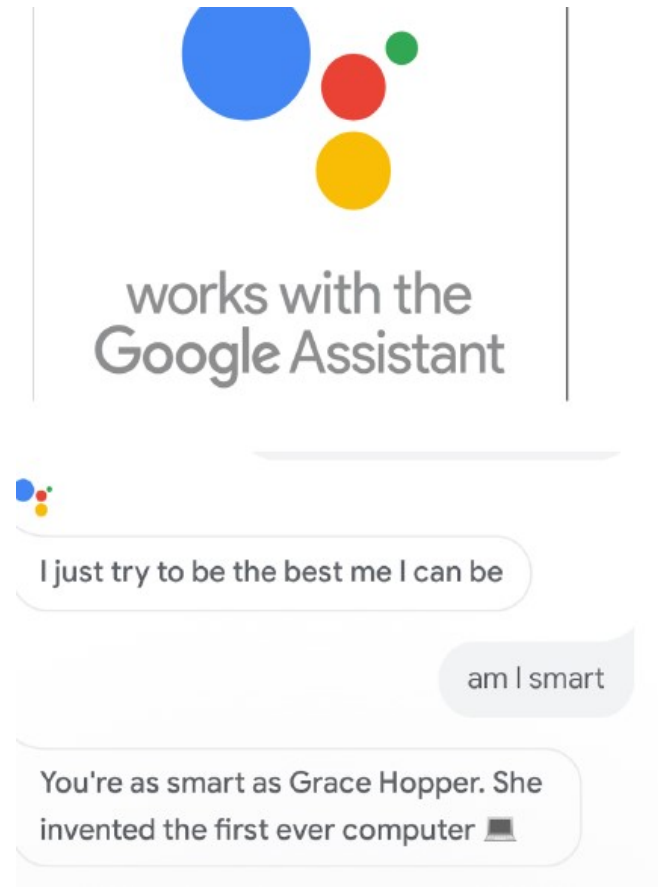 works with the
Google Assistant
I just try to be the best me I can be
am I smart
You're as smart as Grace Hopper. She
invented the first ever computer 💻